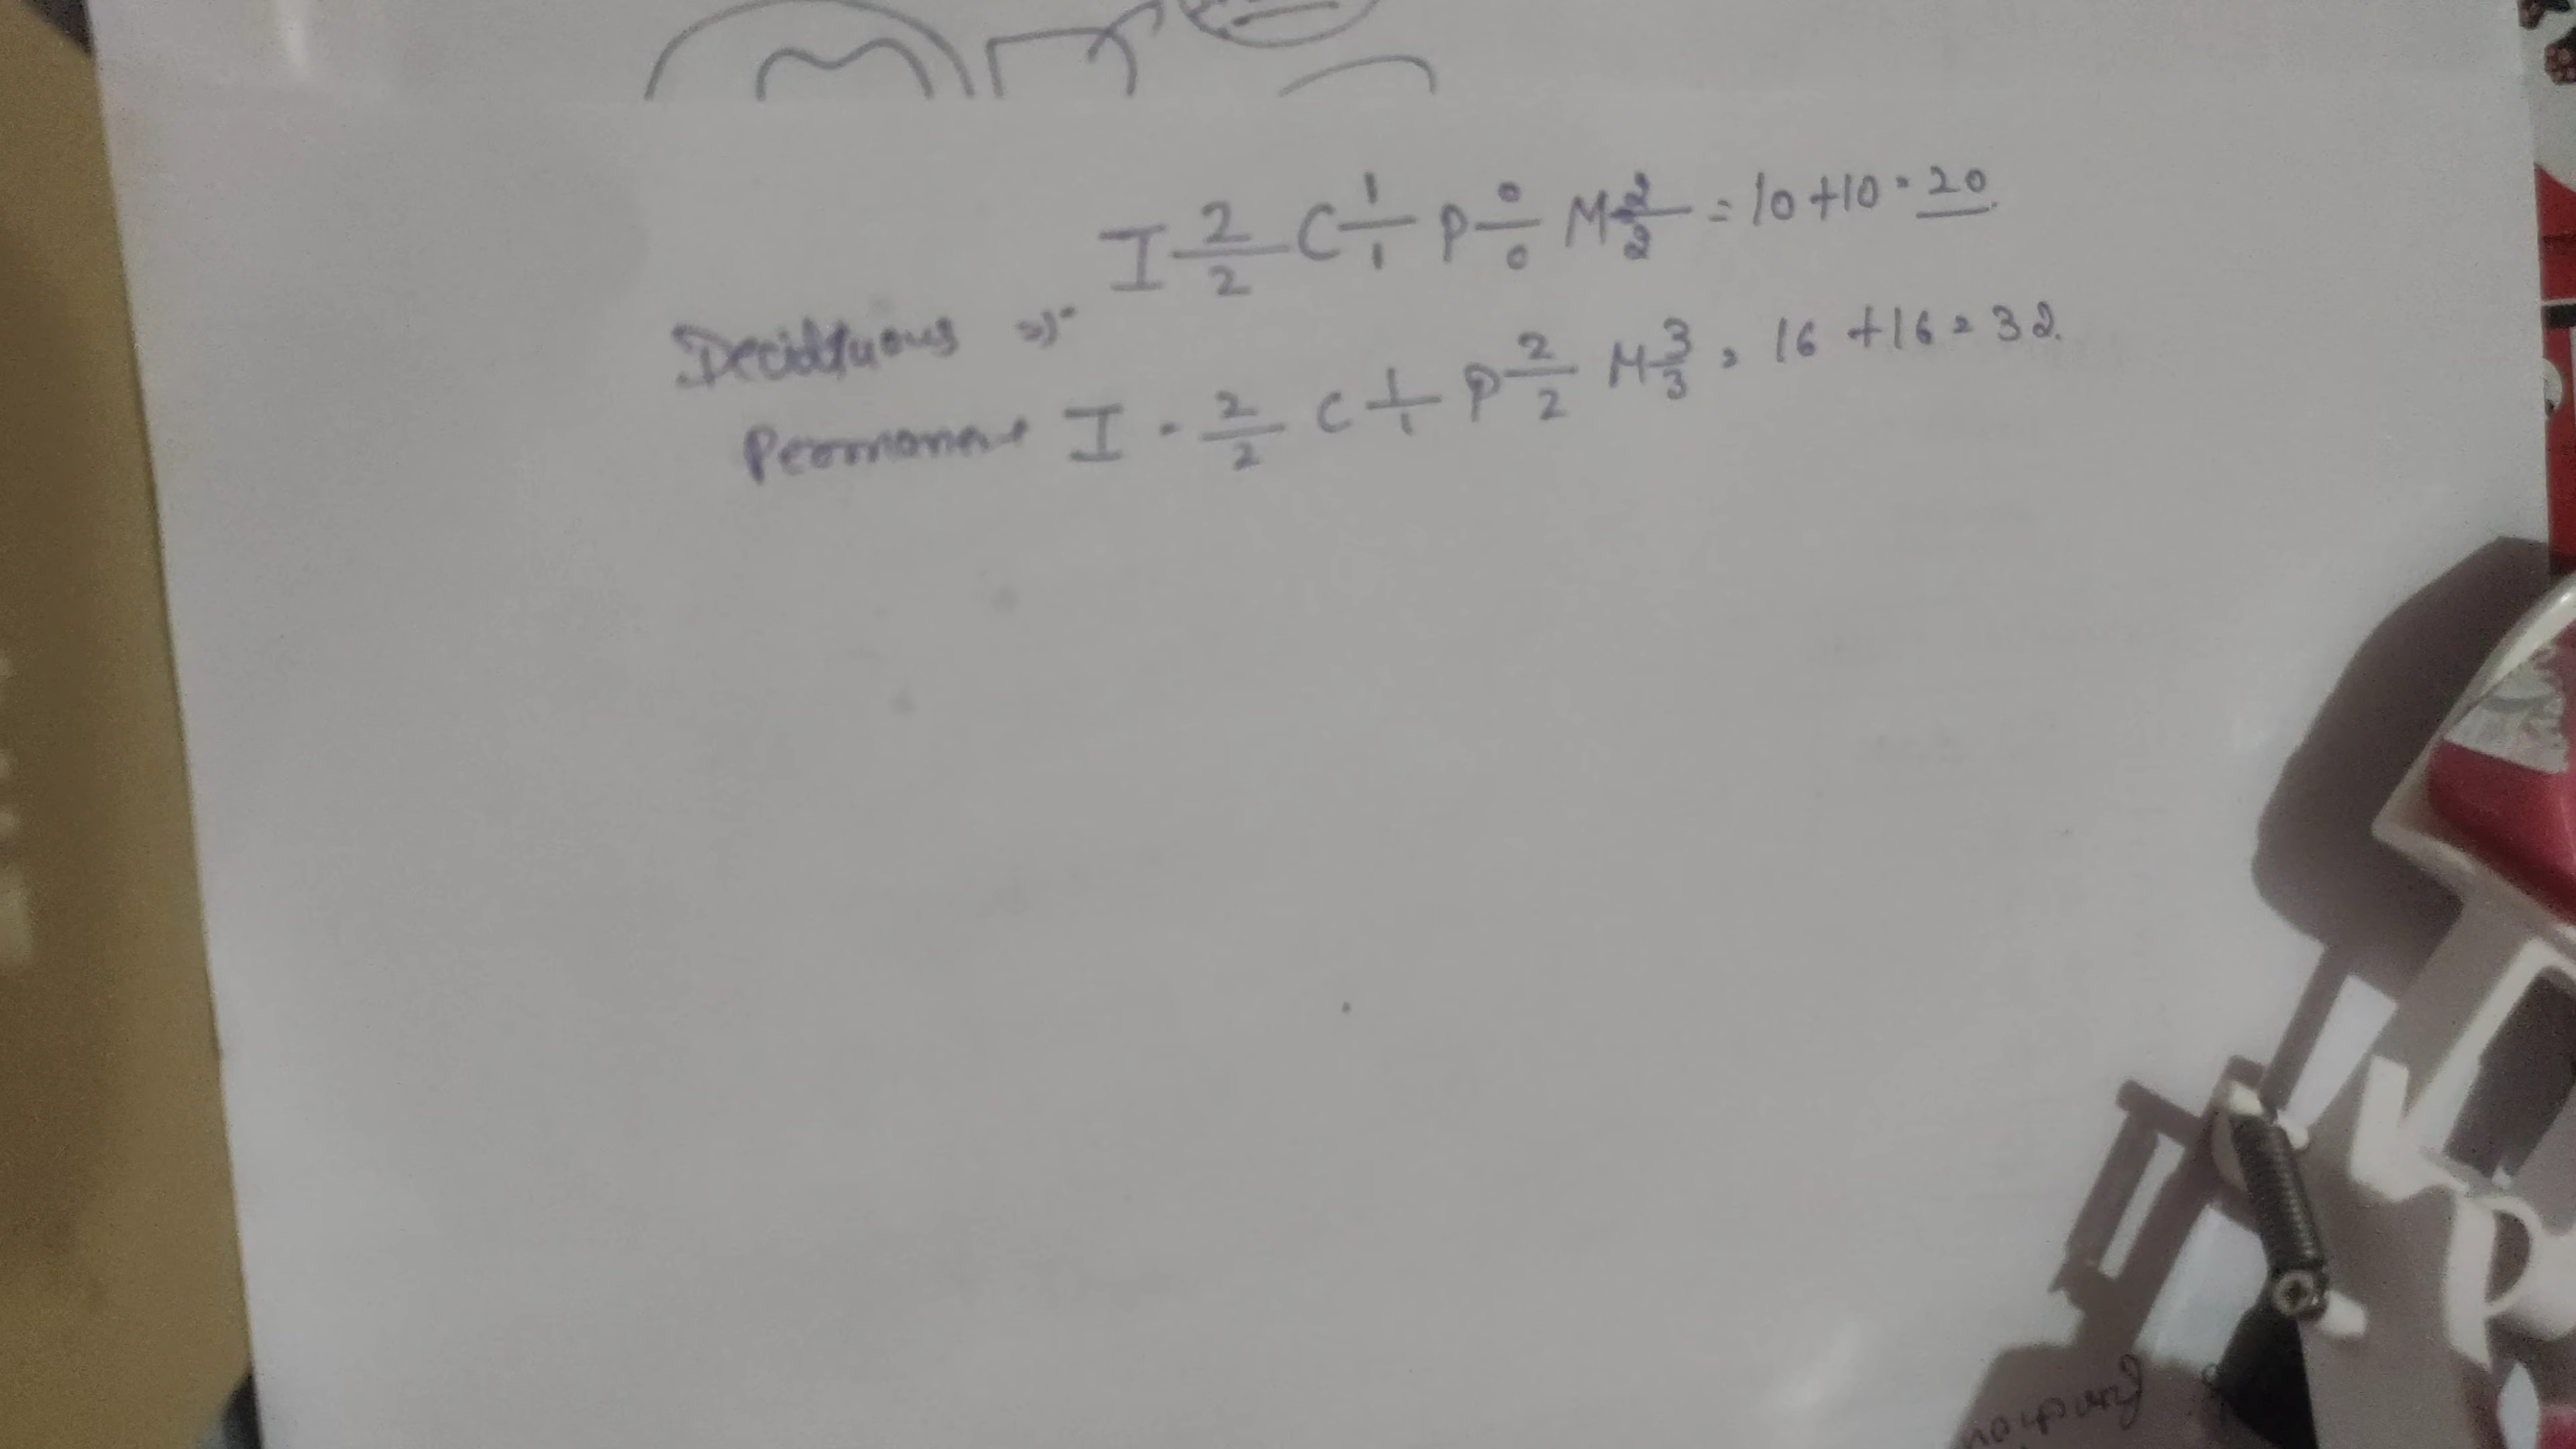 I 2/2 C 1/1 P 0/0 M 2/2 = 10+10 = 20
Decidtuous =>:-
Permanent I - 2/2 C 1/1 P 2/2 M 3/3 = 16 +16 = 32.